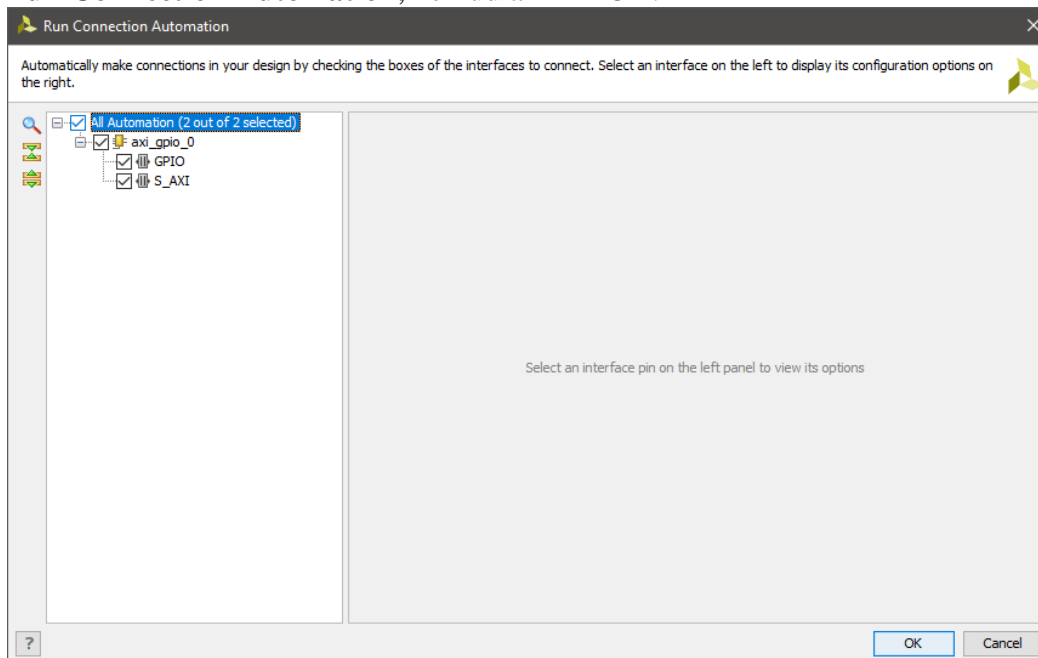 Run Connection Automation
Automatically make connections in your design by checking the boxes of the interfaces to connect. Select an interface on the left to display its configuration options on
the right.
All Automation (2 out of 2 selected)
axi_gpio_0
GPIO
S_AXI
Select an interface pin on the left panel to view its options
?
OK
Cancel